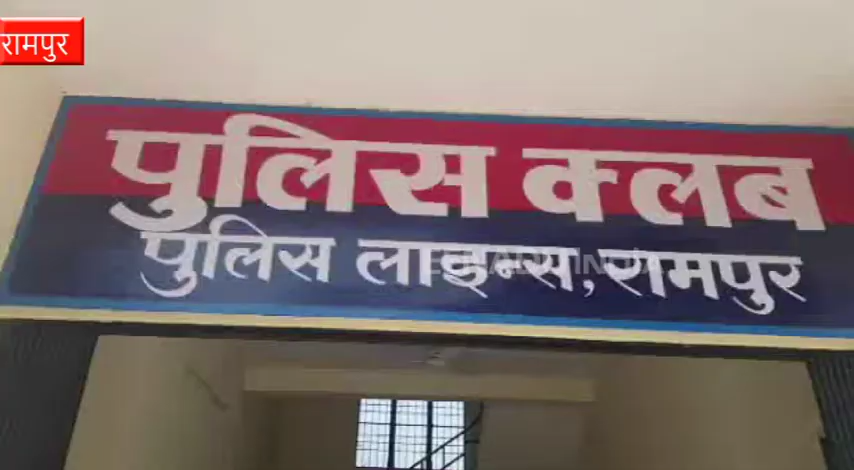 रामपुर
पुलिस क्लब
पुलिस लाइन्स, रामपुर